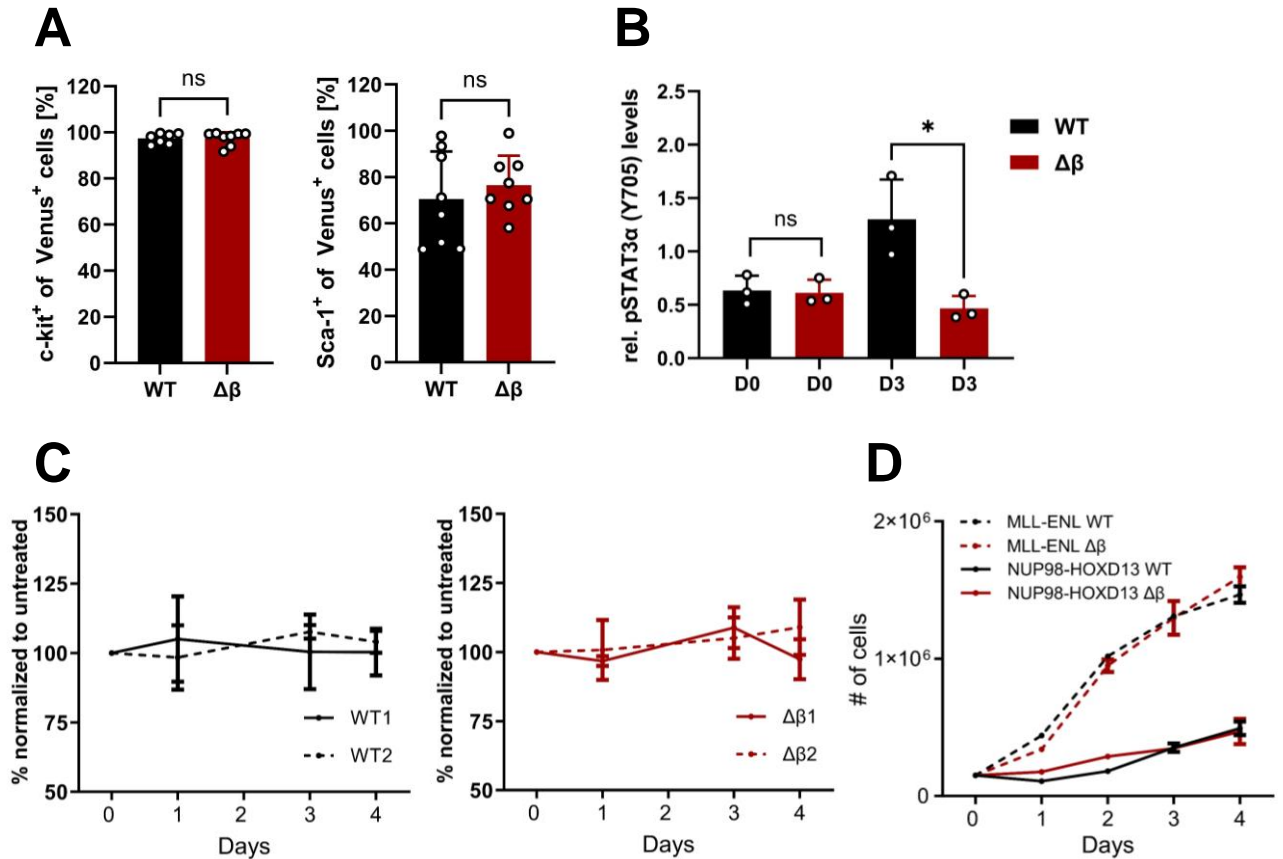 A
c-kit⁺ of Venus⁺ cells [%]
120
100
80
60
40
20
0
ns
WT Δβ
Sca-1⁺ of Venus⁺ cells [%]
120
100
80
60
40
20
0
ns
WT Δβ
B
rel. pSTAT3α (Y705) levels
2.5
2.0
1.5
1.0
0.5
0.0
ns
*
D0 D0 D3 D3
WT
Δβ
C
% normalized to untreated
150
125
100
75
50
WT1
WT2
0 1 2 3 4
Days
% normalized to untreated
150
125
100
75
50
Δβ1
Δβ2
0 1 2 3 4
Days
D
# of cells
2×10⁶
1×10⁶
0
MLL-ENL WT
MLL-ENL Δβ
NUP98-HOXD13 WT
NUP98-HOXD13 Δβ
0 1 2 3 4
Days